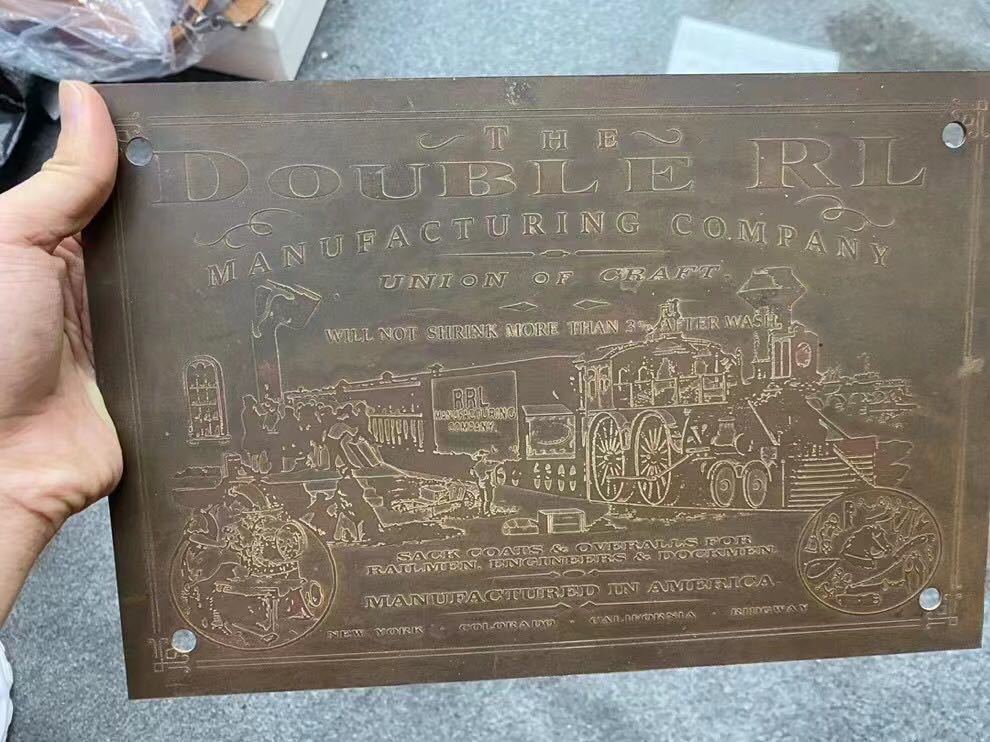 THE
DOUBLE RL
MANUFACTURING COMPANY
UNION OF CRAFT.
WILL NOT SHRINK MORE THAN 3% AFTER WASH.
RRL
MANUFACTURING
COMPANY.
SACK COATS & OVERALLS FOR
RAILMEN, ENGINEERS & DOCKMEN.
MANUFACTURED IN AMERICA.
NEW YORK · COLORADO · CALIFORNIA · RIDGWAY